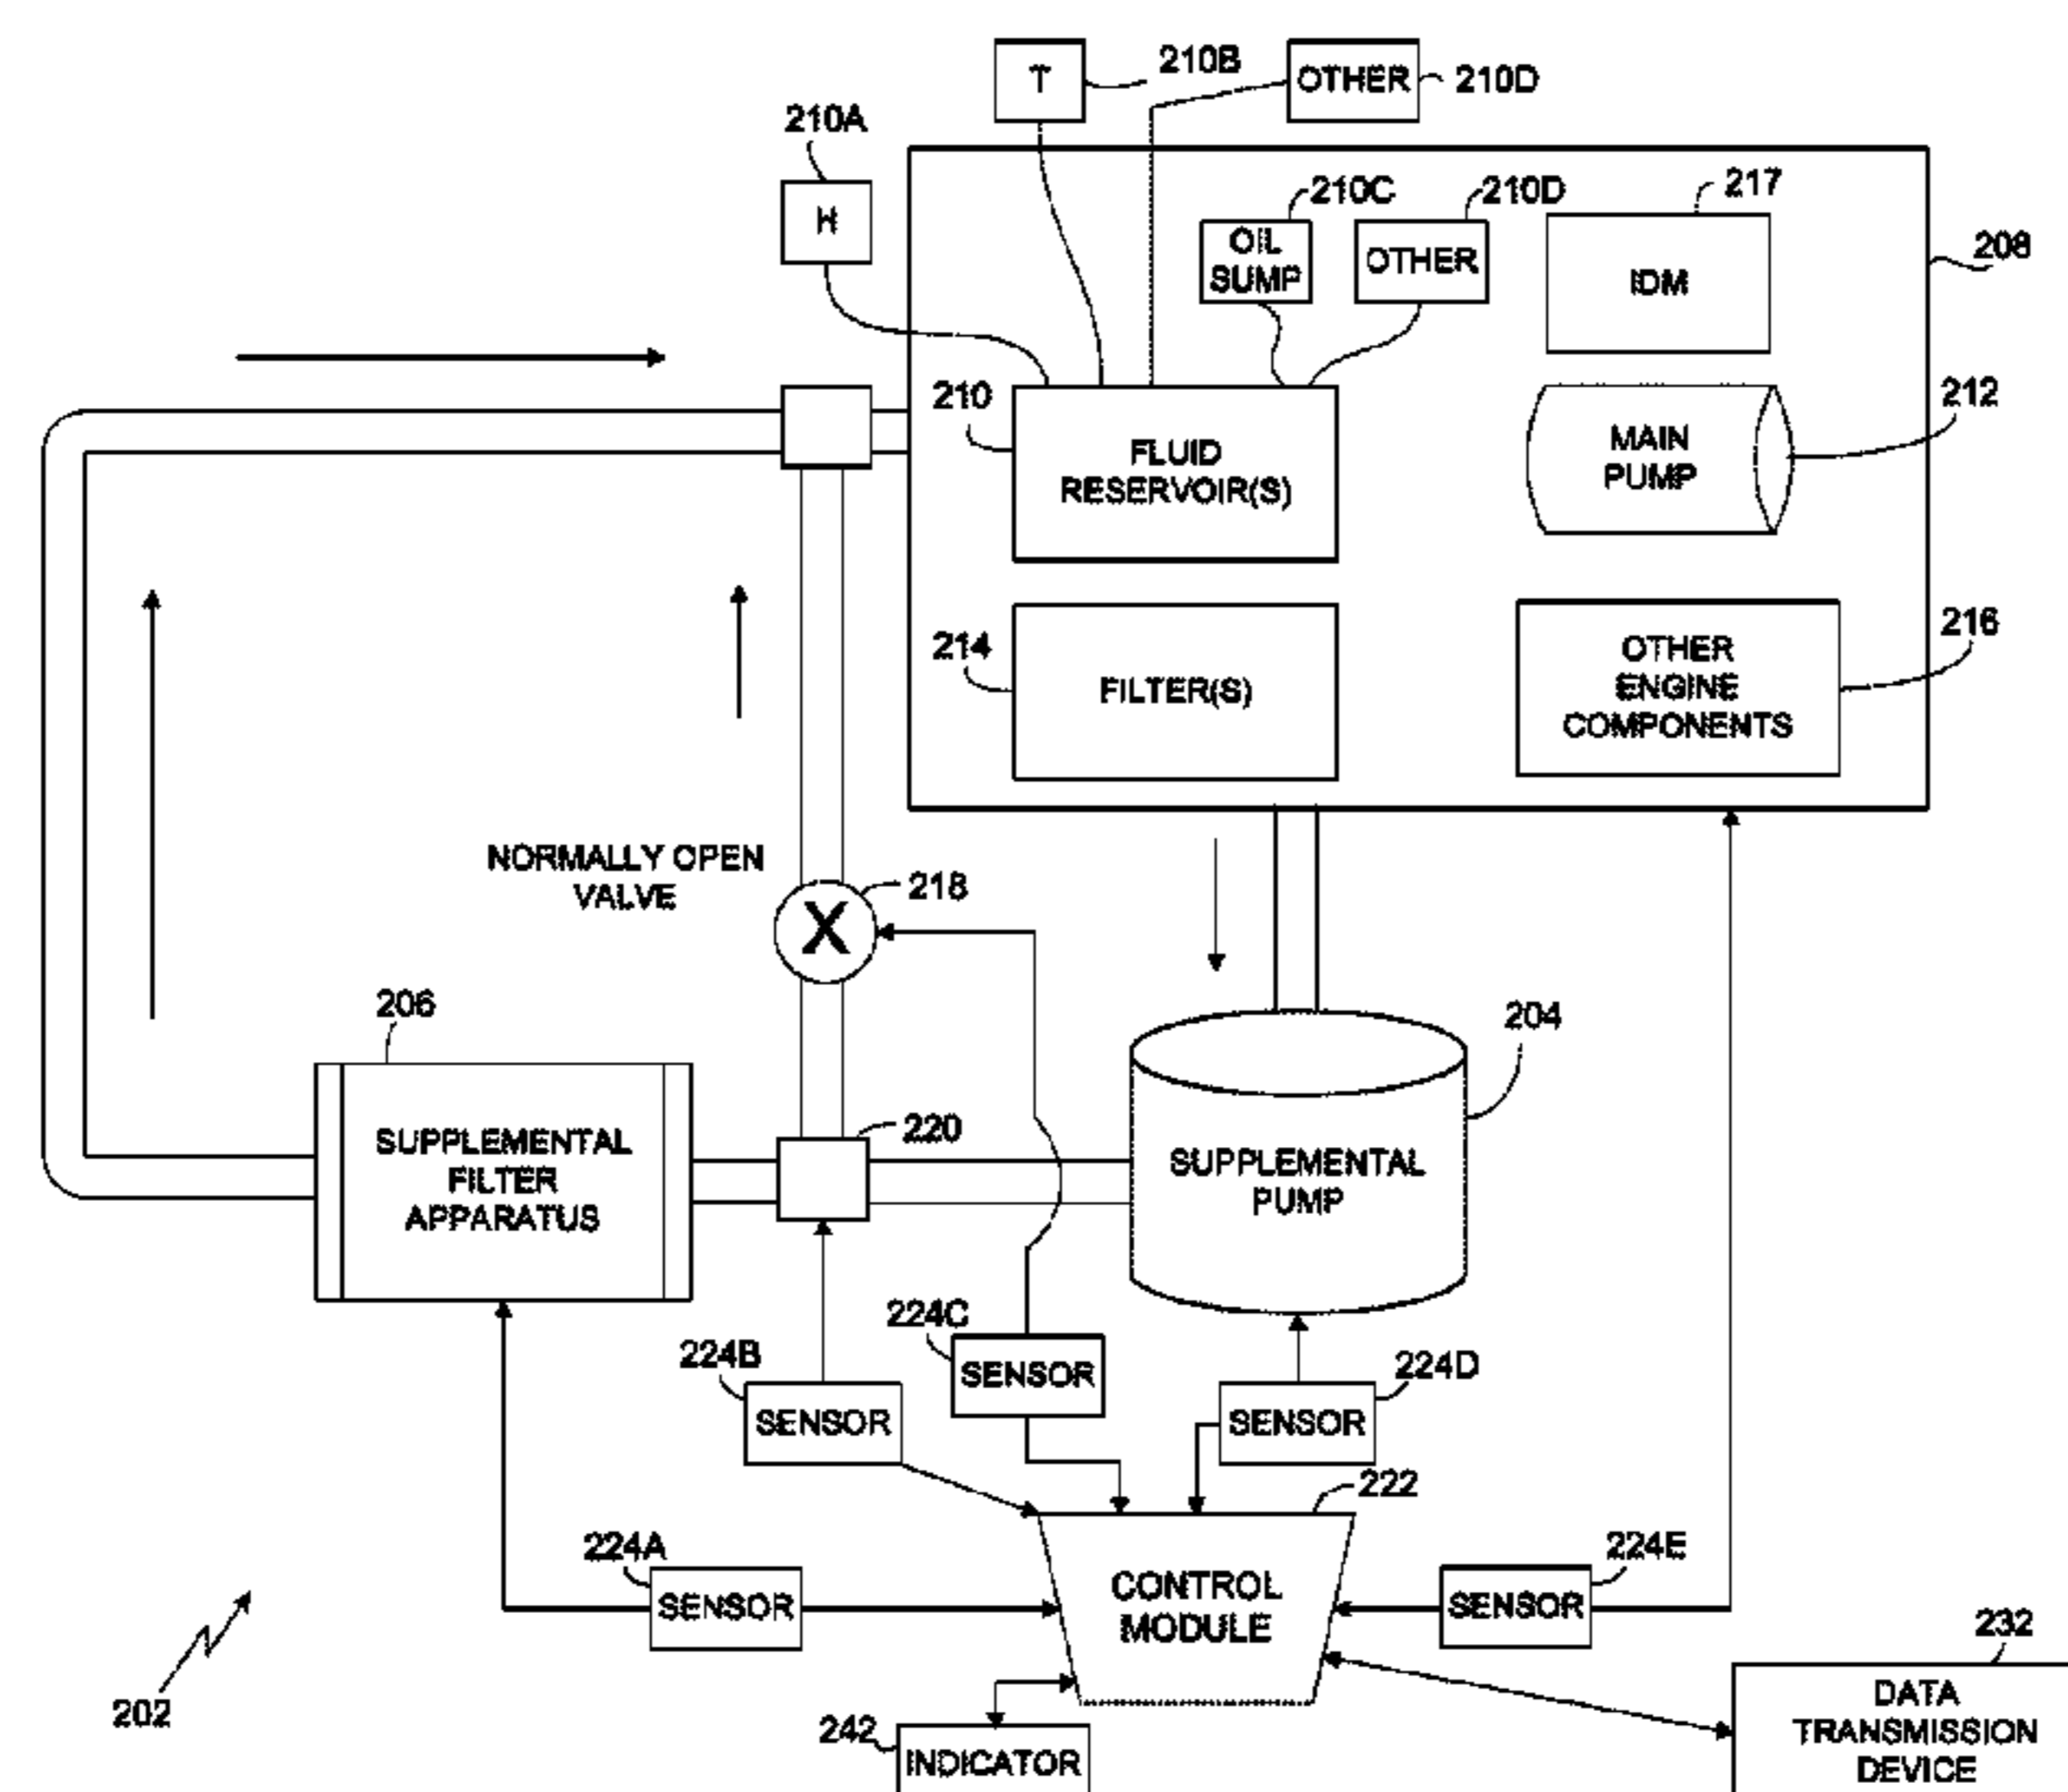 T
210B
OTHER
210D
210A
H
210C
OIL
SUMP
210D
OTHER
217
IDM
208
210
FLUID
RESERVOIR(S)
212
MAIN
PUMP
214
FILTER(S)
216
OTHER
ENGINE
COMPONENTS
NORMALLY OPEN
VALVE
218
X
206
SUPPLEMENTAL
FILTER
APPARATUS
220
204
SUPPLEMENTAL
PUMP
224B
SENSOR
224C
SENSOR
224D
SENSOR
222
CONTROL
MODULE
224A
SENSOR
224E
SENSOR
202
242
INDICATOR
232
DATA
TRANSMISSION
DEVICE